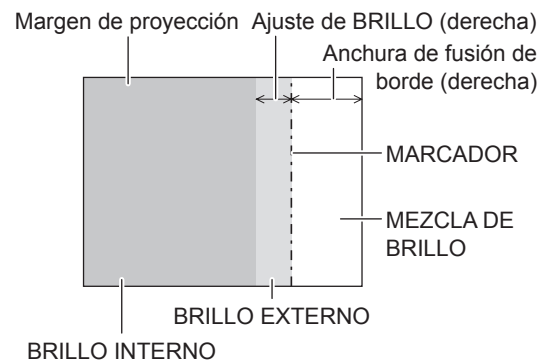 Margen de proyección
Ajuste de BRILLO (derecha)
Anchura de fusión de
borde (derecha)
MARCADOR
MEZCLA DE
BRILLO
BRILLO EXTERNO
BRILLO INTERNO